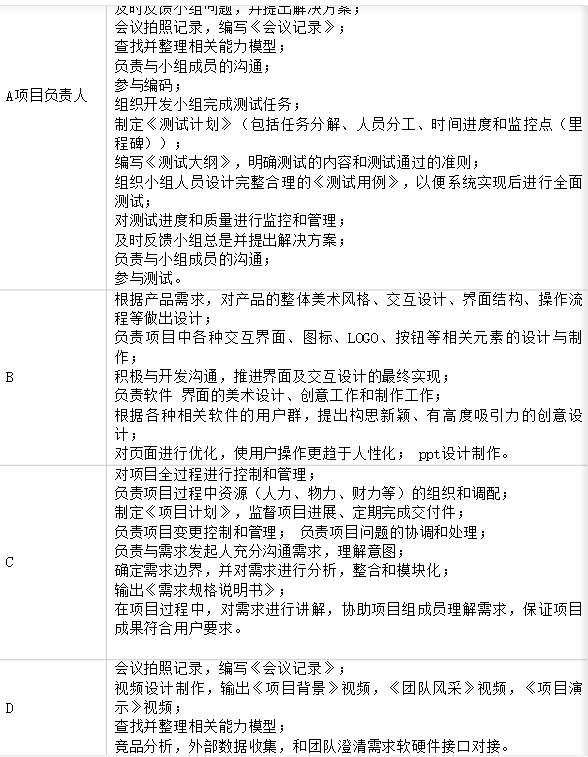 及时反馈小组问题，并提出解决方案；
会议拍照记录，编写《会议记录》；
查找并整理相关能力模型；
负责与小组成员的沟通；
参与编码；
A项目负责人
组织开发小组完成测试任务；
制定《测试计划》（包括任务分解、人员分工、时间进度和监控点（里
程碑））；
编写《测试大纲》，明确测试的内容和测试通过的准则；
组织小组人员设计完整合理的《测试用例》，以便系统实现后进行全面
测试；
对测试进度和质量进行监控和管理；
及时反馈小组总是并提出解决方案；
负责与小组成员的沟通；
参与测试。
根据产品需求，对产品的整体美术风格、交互设计、界面结构、操作流
程等做出设计；
负责项目中各种交互界面、图标、LOGO、按钮等相关元素的设计与制
作；
B
积极与开发沟通，推进界面及交互设计的最终实现；
负责软件 界面的美术设计、创意工作和制作工作；
根据各种相关软件的用户群，提出构思新颖、有高度吸引力的创意设
计；
对页面进行优化，使用户操作更趋于人性化； ppt设计制作。
对项目全过程进行控制和管理；
负责项目过程中资源（人力、物力、财力等）的组织和调配；
制定《项目计划》，监督项目进展、定期完成交付件；
负责项目变更控制和管理； 负责项目问题的协调和处理；
负责与需求发起人充分沟通需求，理解意图；
C
确定需求边界，并对需求进行分析，整合和模块化；
输出《需求规格说明书》；
在项目过程中，对需求进行讲解，协助项目组成员理解需求，保证项目
成果符合用户要求。
会议拍照记录，编写《会议记录》；
视频设计制作，输出《项目背景》视频，《团队风采》视频，《项目演
示》视频；
D
查找并整理相关能力模型；
竞品分析，外部数据收集，和团队澄清需求软硬件接口对接。